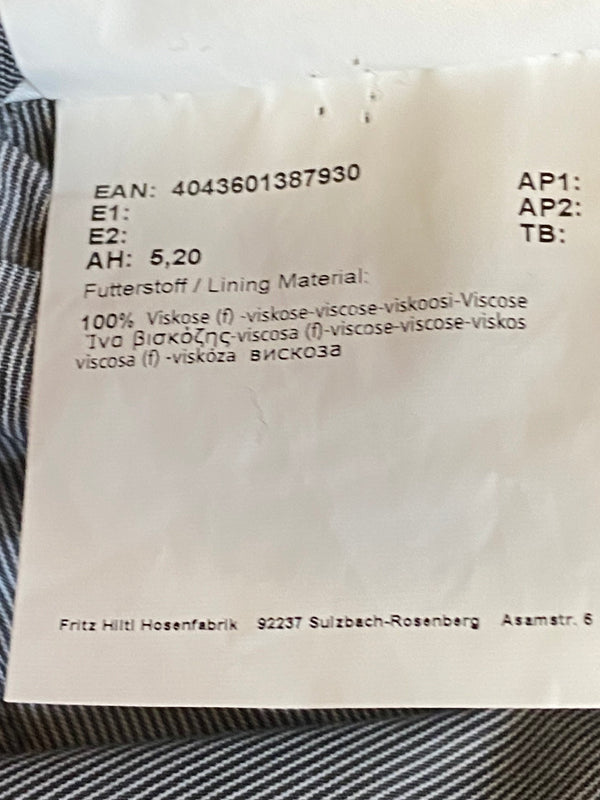 EAN: 4043601387930
AP1:
E1:
AP2:
E2:
TB:
AH: 5,20
Futterstoff / Lining Material:
100% Viskose (f) -viskose-viscose-viskoosi-Viscose
Ίνα βισκόζης-viscosa (f)-viscose-viscose-viskos
viscosa (f) -viskóza вискоза
Fritz Hiltl Hosenfabrik 92237 Sulzbach-Rosenberg Asamstr. 6